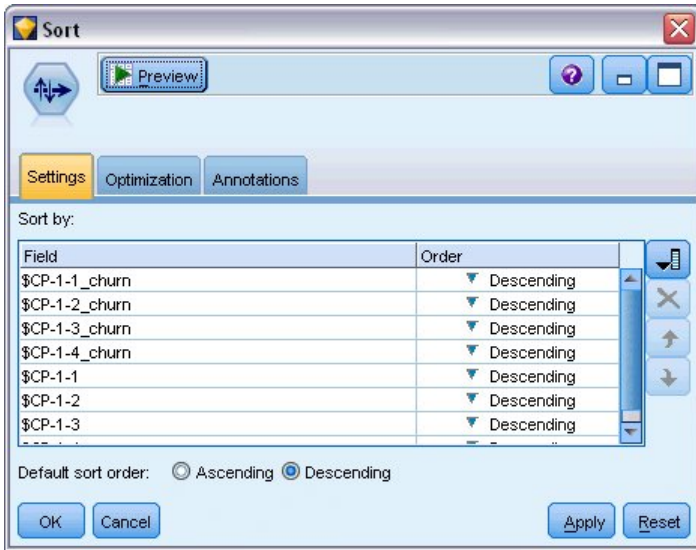 Sort
Preview
Settings Optimization Annotations
Sort by:
Field Order
$CP-1-1_churn Descending
$CP-1-2_churn Descending
$CP-1-3_churn Descending
$CP-1-4_churn Descending
$CP-1-1 Descending
$CP-1-2 Descending
$CP-1-3 Descending
Default sort order: Ascending Descending
OK Cancel Apply Reset